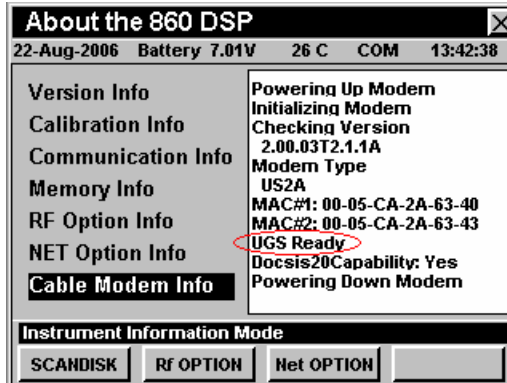 About the 860 DSP
22-Aug-2006 Battery 7.01V 26 C COM 13:42:38
Version Info
Calibration Info
Communication Info
Memory Info
RF Option Info
NET Option Info
Cable Modem Info
Powering Up Modem
Initializing Modem
Checking Version
2.00.03T2.1.1A
Modem Type
US2A
MAC#1: 00-05-CA-2A-63-40
MAC#2: 00-05-CA-2A-63-43
UGS Ready
Docsis20Capability: Yes
Powering Down Modem
Instrument Information Mode
SCANDISK Rf OPTION Net OPTION